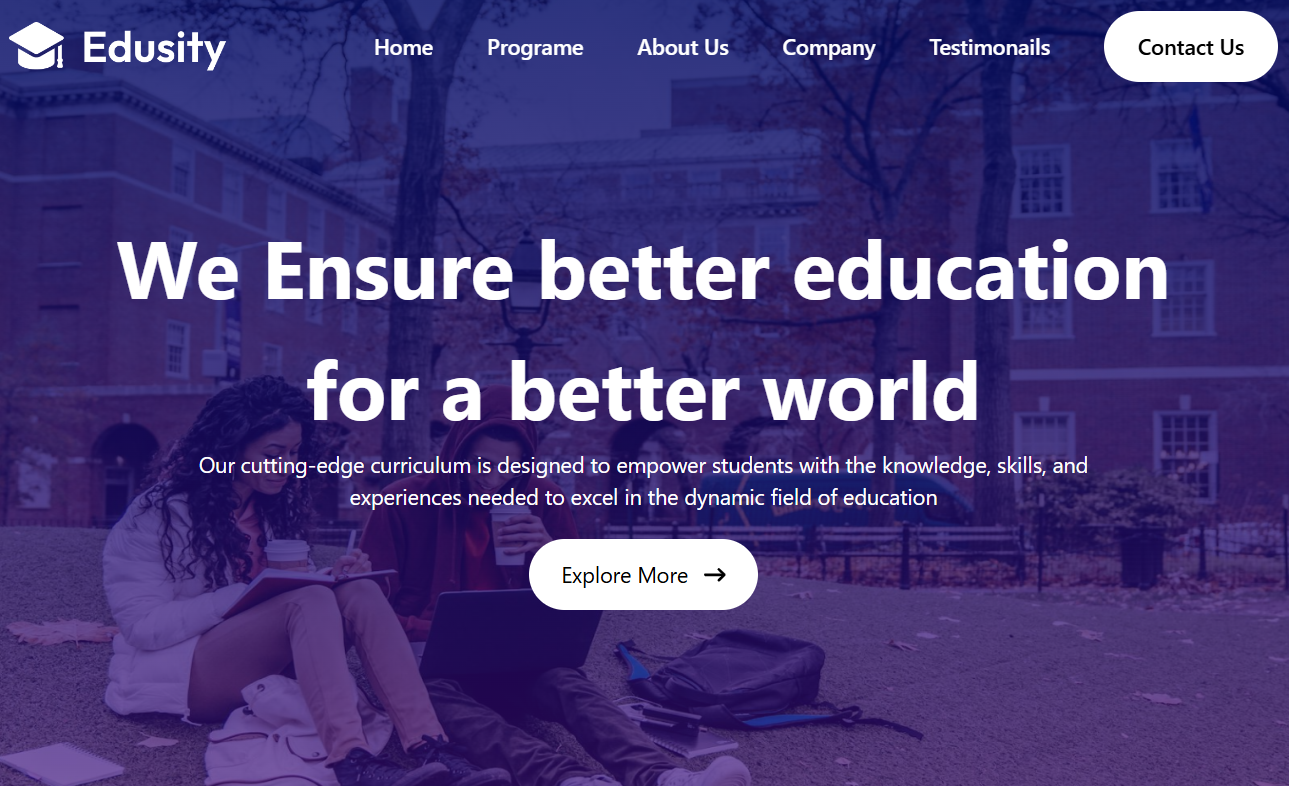 Edusity
Home Programe About Us Company Testimonails Contact Us
We Ensure better education
for a better world
Our cutting-edge curriculum is designed to empower students with the knowledge, skills, and
experiences needed to excel in the dynamic field of education
Explore More